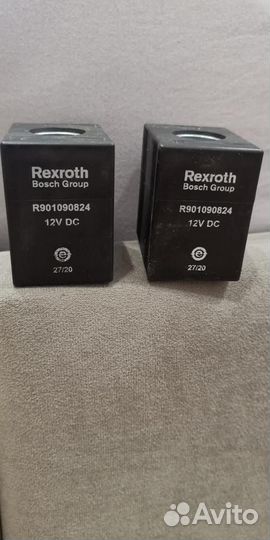 Rexroth
Bosch Group
R901090824
12V DC
e
27/20
Rexroth
Bosch Group
R901090824
12V DC
e
27/20
Avito